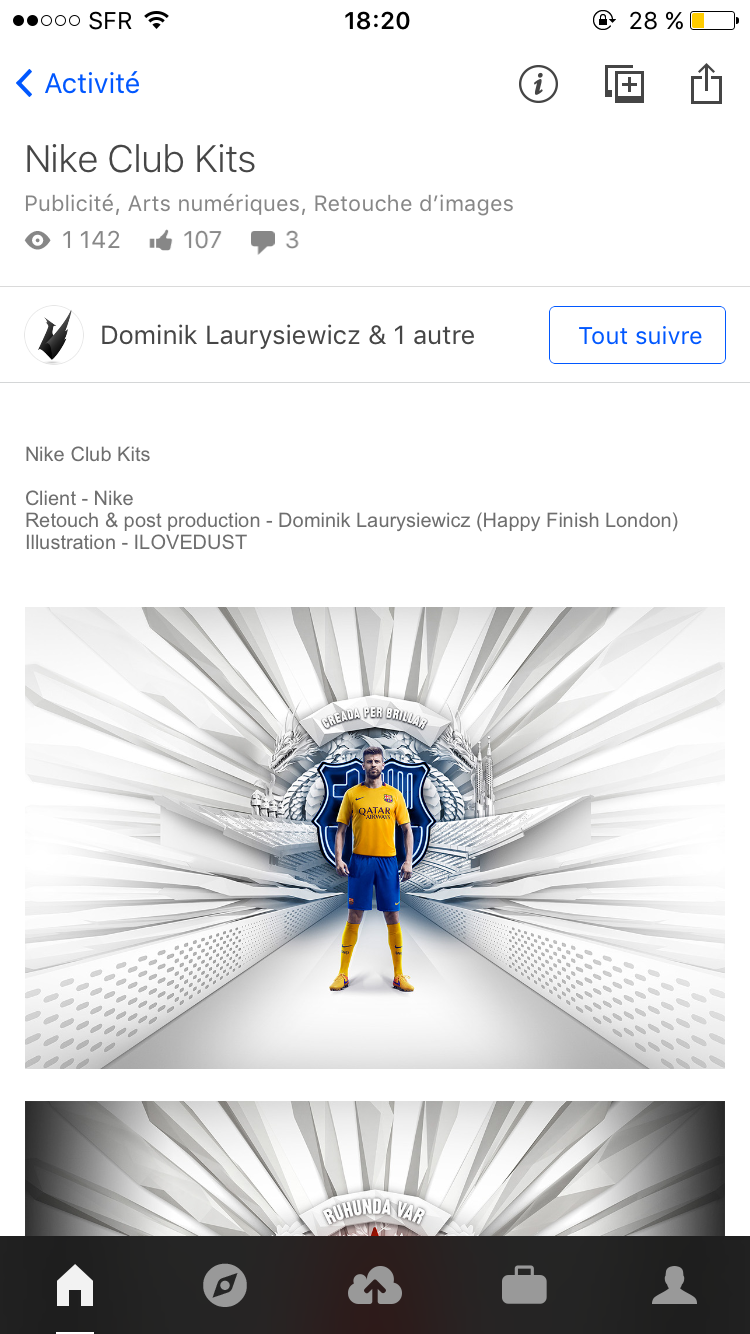 SFR 18:20 28 %
Activité
Nike Club Kits
Publicité, Arts numériques, Retouche d’images
1 142 107 3
Dominik Laurysiewicz & 1 autre Tout suivre
Nike Club Kits
Client - Nike
Retouch & post production - Dominik Laurysiewicz (Happy Finish London)
Illustration - ILOVEDUST
CREADA PER BRILLAR
QATAR
AIRWAYS
RUHUNDA VAR